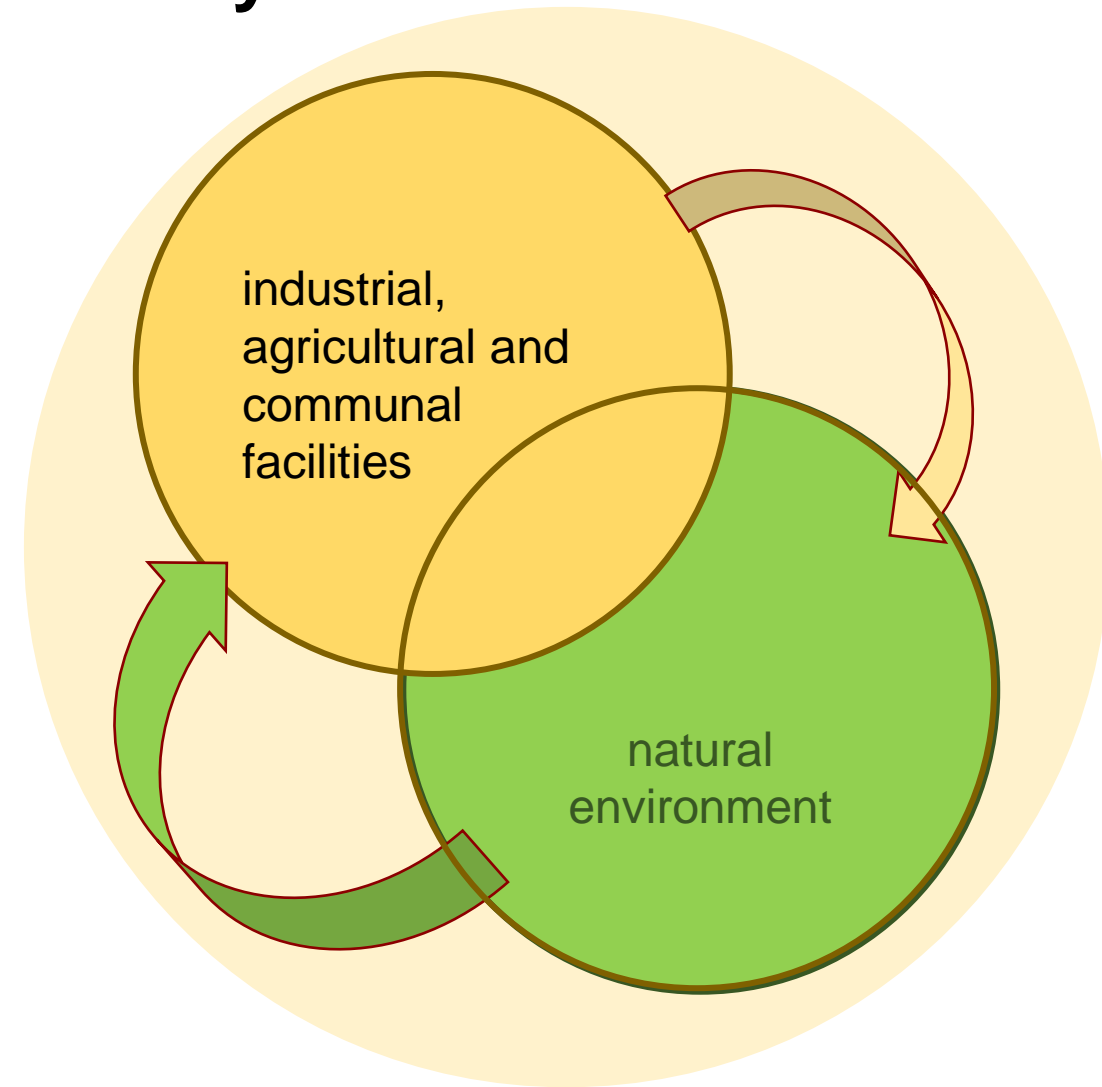 industrial,
agricultural and
communal
facilities
natural
environment